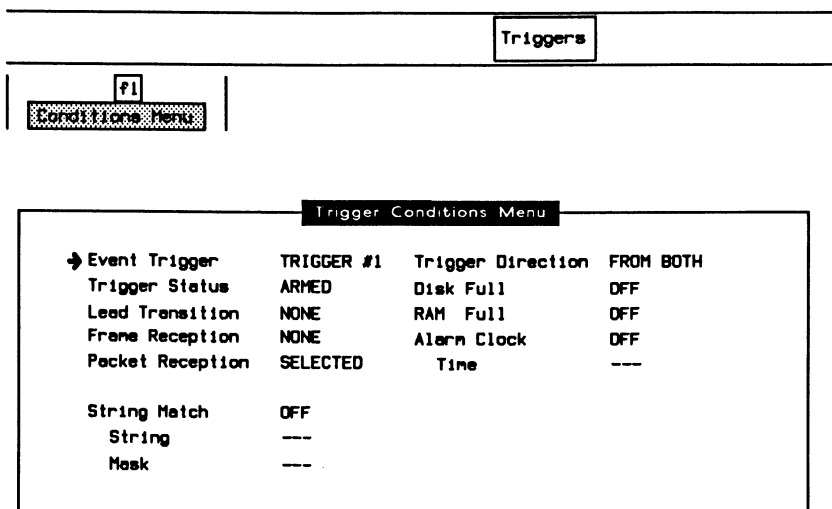 Triggers
f1
Conditions Menu
Trigger Conditions Menu
Event Trigger TRIGGER #1 Trigger Direction FROM BOTH
Trigger Status ARMED Disk Full OFF
Lead Transition NONE RAM Full OFF
Frame Reception NONE Alarm Clock OFF
Packet Reception SELECTED Time ---
String Match OFF
String ---
Mask ---